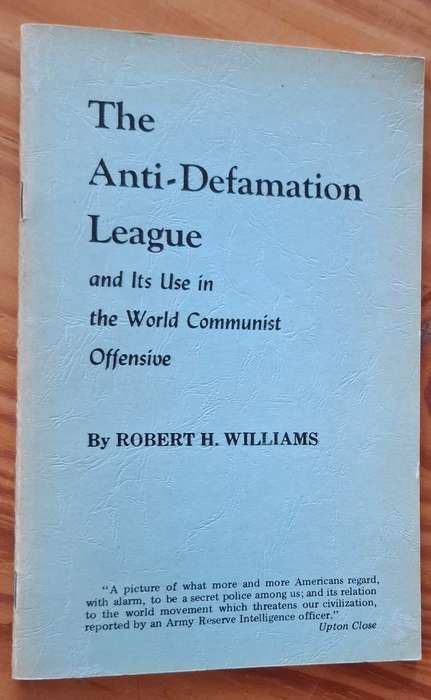 The
Anti-Defamation
League
and Its Use in
the World Communist
Offensive
By ROBERT H. WILLIAMS
"A picture of what more and more Americans regard,
with alarm, to be a secret police among us; and its relation
to the world movement which threatens our civilization,
reported by an Army Reserve Intelligence officer."
Upton Close